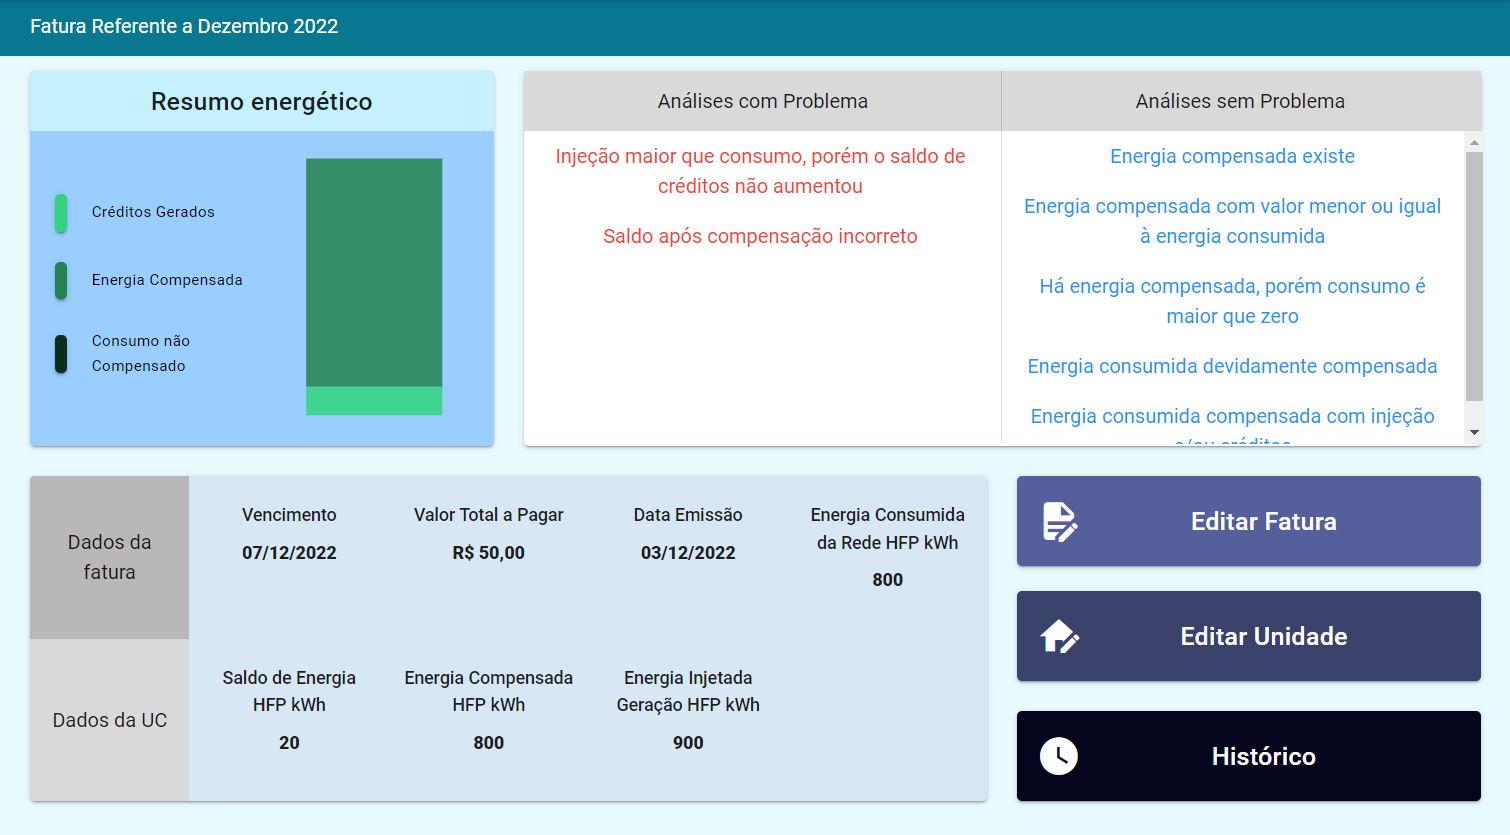 Fatura Referente a Dezembro 2022
Resumo energético
Créditos Gerados
Energia Compensada
Consumo não
Compensado
Análises com Problema
Injeção maior que consumo, porém o saldo de
créditos não aumentou
Saldo após compensação incorreto
Análises sem Problema
Energia compensada existe
Energia compensada com valor menor ou igual
à energia consumida
Há energia compensada, porém consumo é
maior que zero
Energia consumida devidamente compensada
Energia consumida compensada com injeção
Dados da
fatura
Vencimento
07/12/2022
Valor Total a Pagar
R$ 50,00
Data Emissão
03/12/2022
Energia Consumida
da Rede HFP kWh
800
Dados da UC
Saldo de Energia
HFP kWh
20
Energia Compensada
HFP kWh
800
Energia Injetada
Geração HFP kWh
900
Editar Fatura
Editar Unidade
Histórico